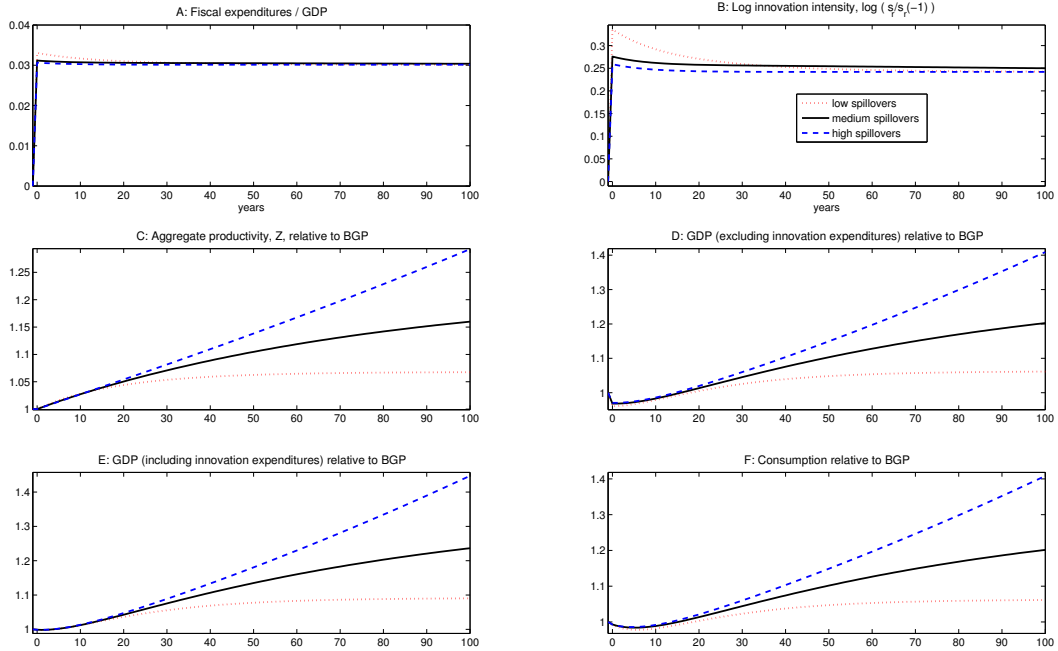 A: Fiscal expenditures / GDP
0.04
0.03
0.02
0.01
0
0 10 20 30 40 50 60 70 80 90 100
years
B: Log innovation intensity, log ( s_r/s_r(-1) )
0.3
0.25
0.2
0.15
0.1
0.05
0
low spillovers
medium spillovers
high spillovers
0 10 20 30 40 50 60 70 80 90 100
years
C: Aggregate productivity, Z, relative to BGP
1.25
1.2
1.15
1.1
1.05
1
0 10 20 30 40 50 60 70 80 90 100
D: GDP (excluding innovation expenditures) relative to BGP
1.4
1.3
1.2
1.1
1
0 10 20 30 40 50 60 70 80 90 100
E: GDP (including innovation expenditures) relative to BGP
1.4
1.3
1.2
1.1
1
0 10 20 30 40 50 60 70 80 90 100
F: Consumption relative to BGP
1.4
1.3
1.2
1.1
1
0 10 20 30 40 50 60 70 80 90 100